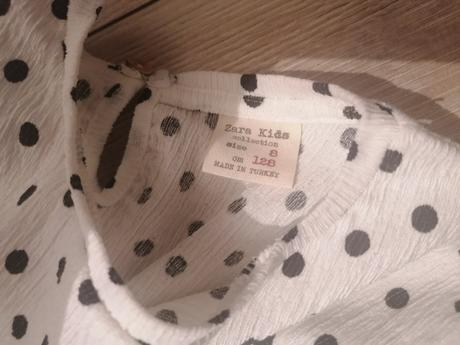 Zara Kids
collection
size 8
cm 128
MADE IN TURKEY